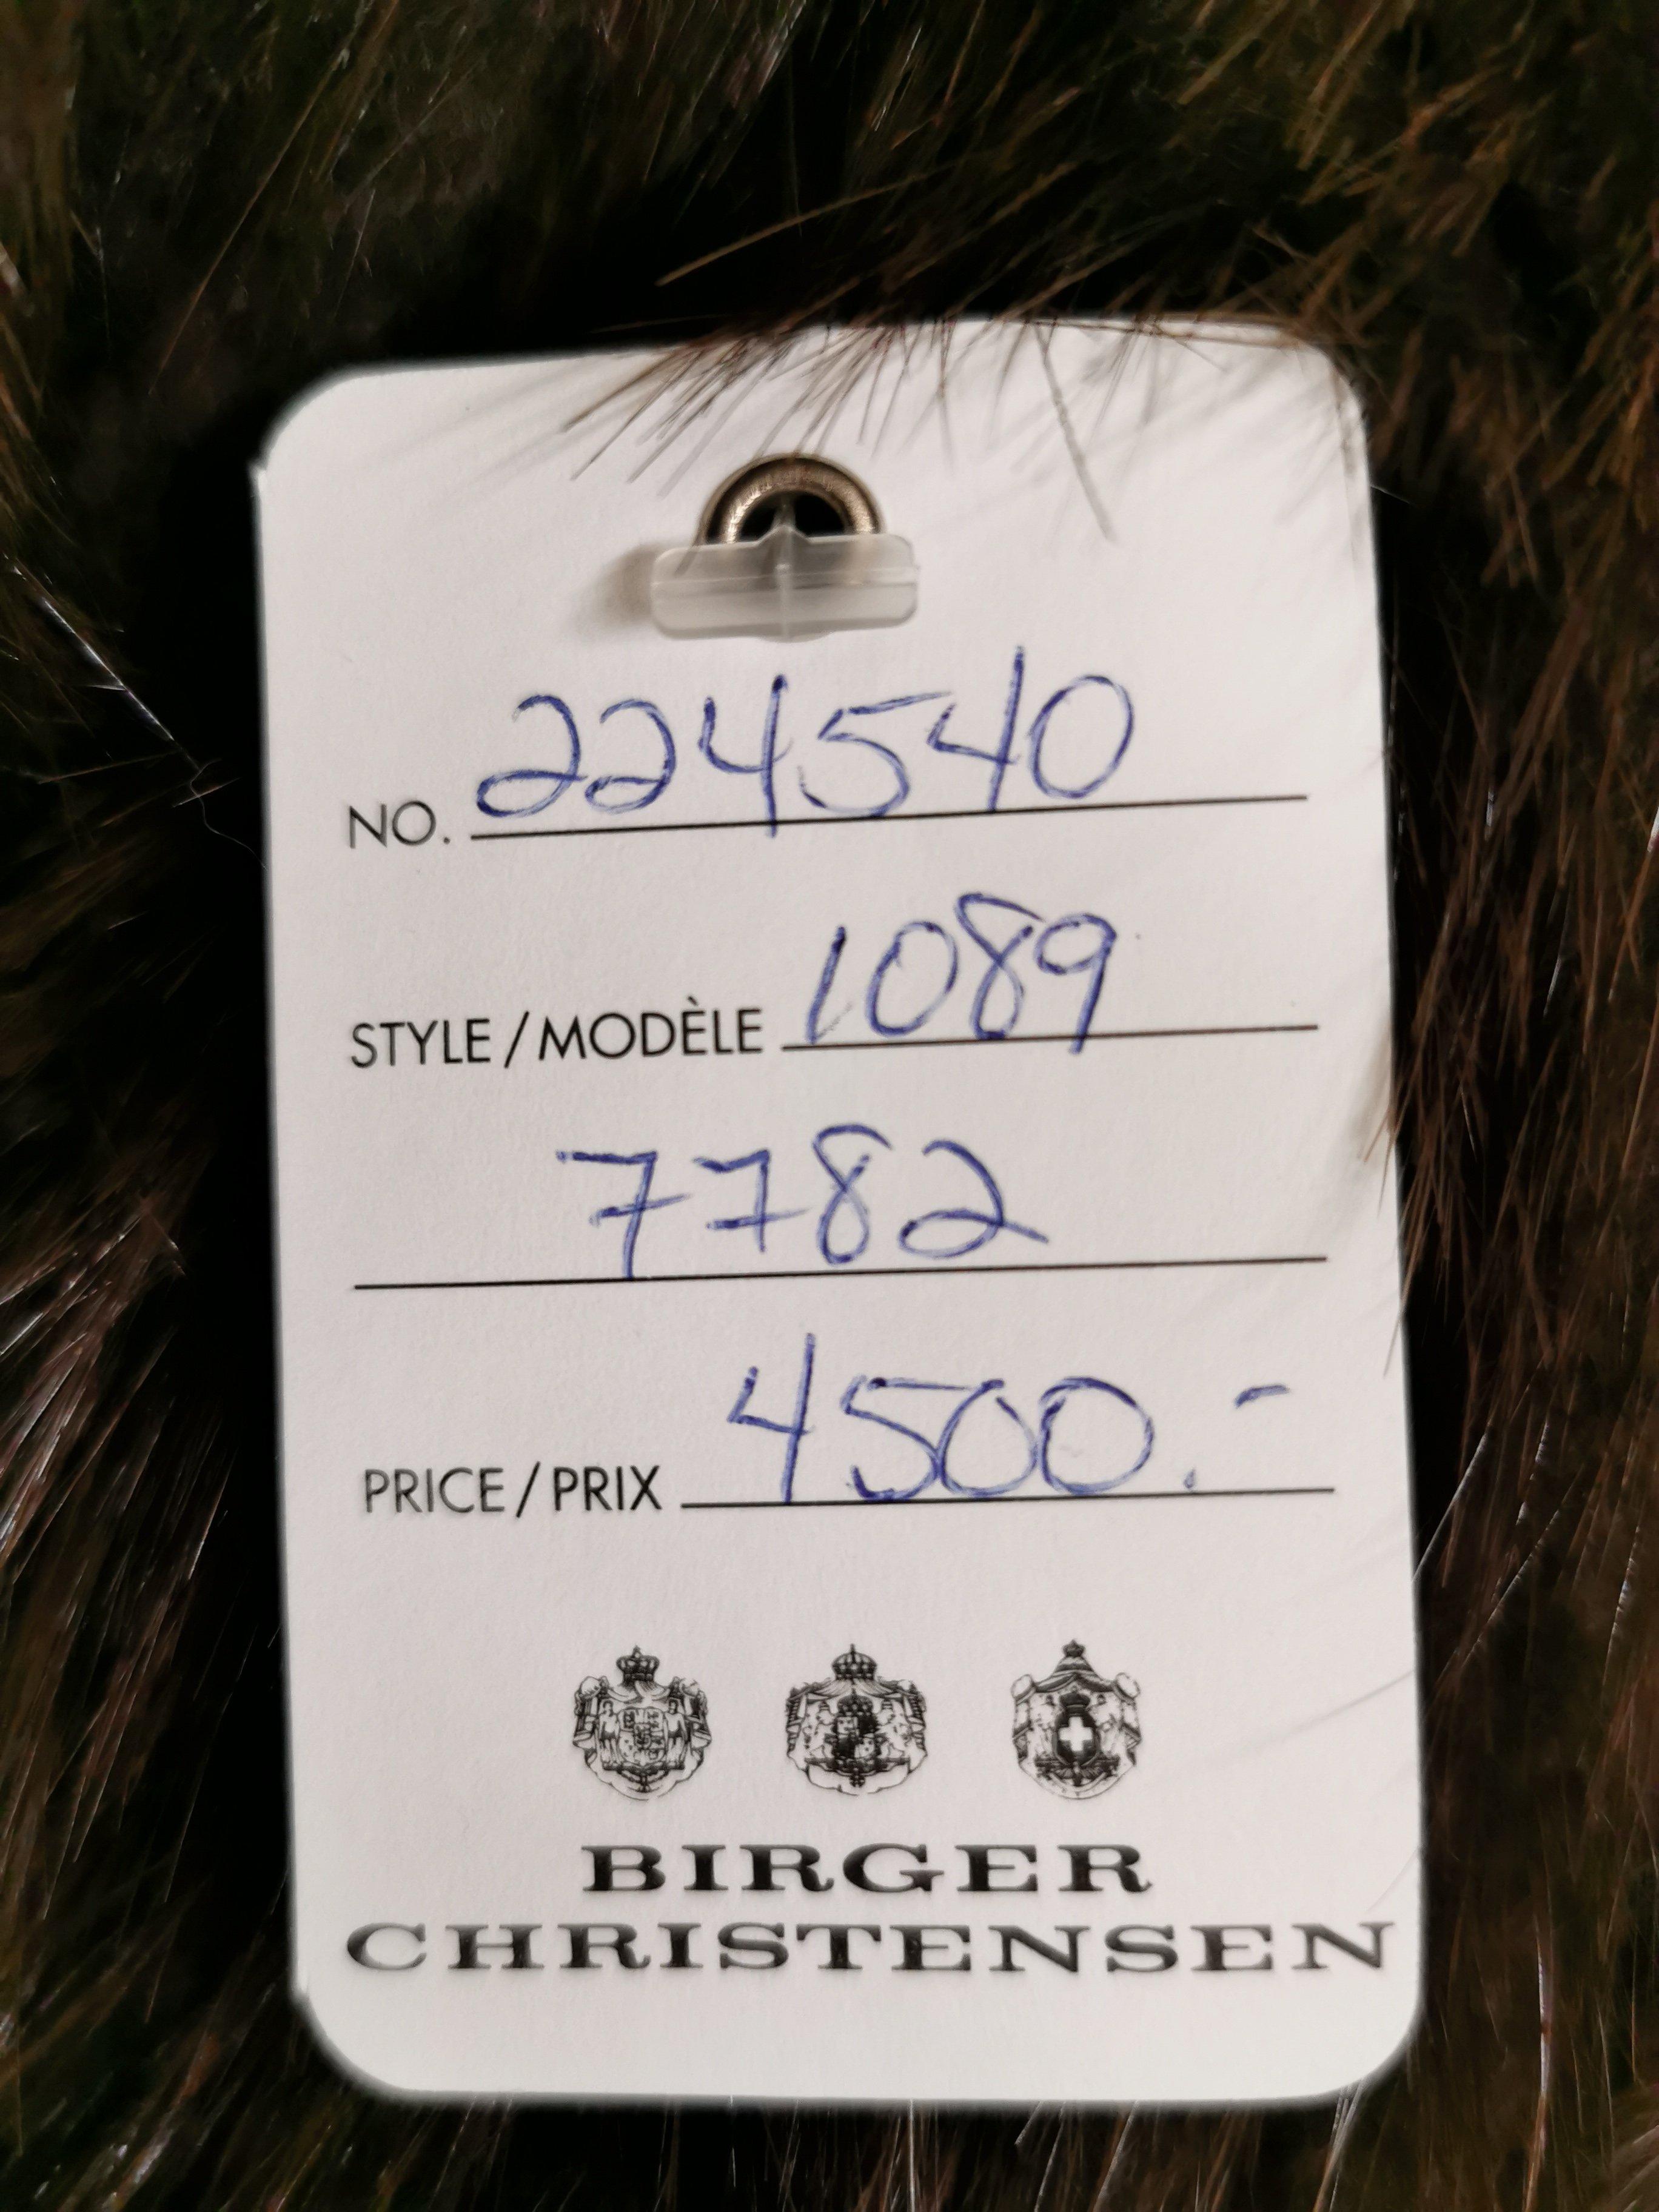 NO. 224540
STYLE/MODÈLE 1089
7782
PRICE/PRIX 4500.-
BIRGER
CHRISTENSEN